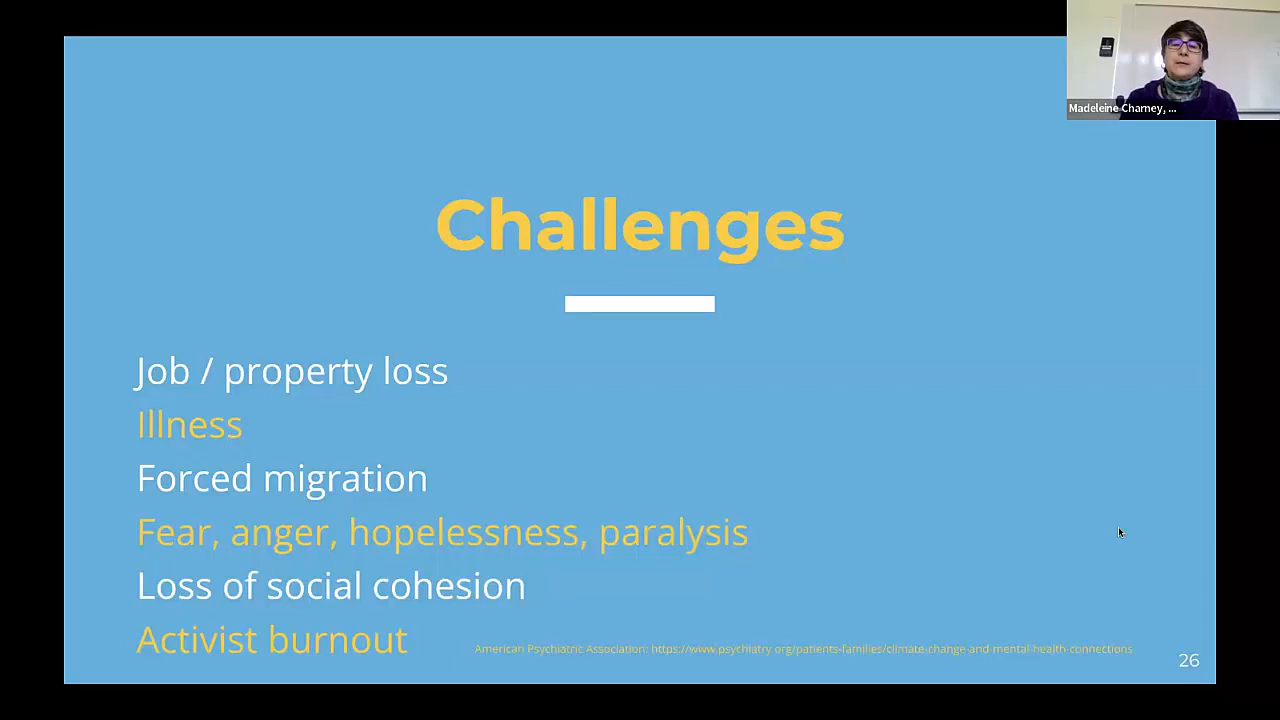 Madeleine Charney, ...
Challenges
Job / property loss
Illness
Forced migration
Fear, anger, hopelessness, paralysis
Loss of social cohesion
Activist burnout
American Psychiatric Association: https://www.psychiatry.org/patients-families/climate-change-and-mental-health-connections
26